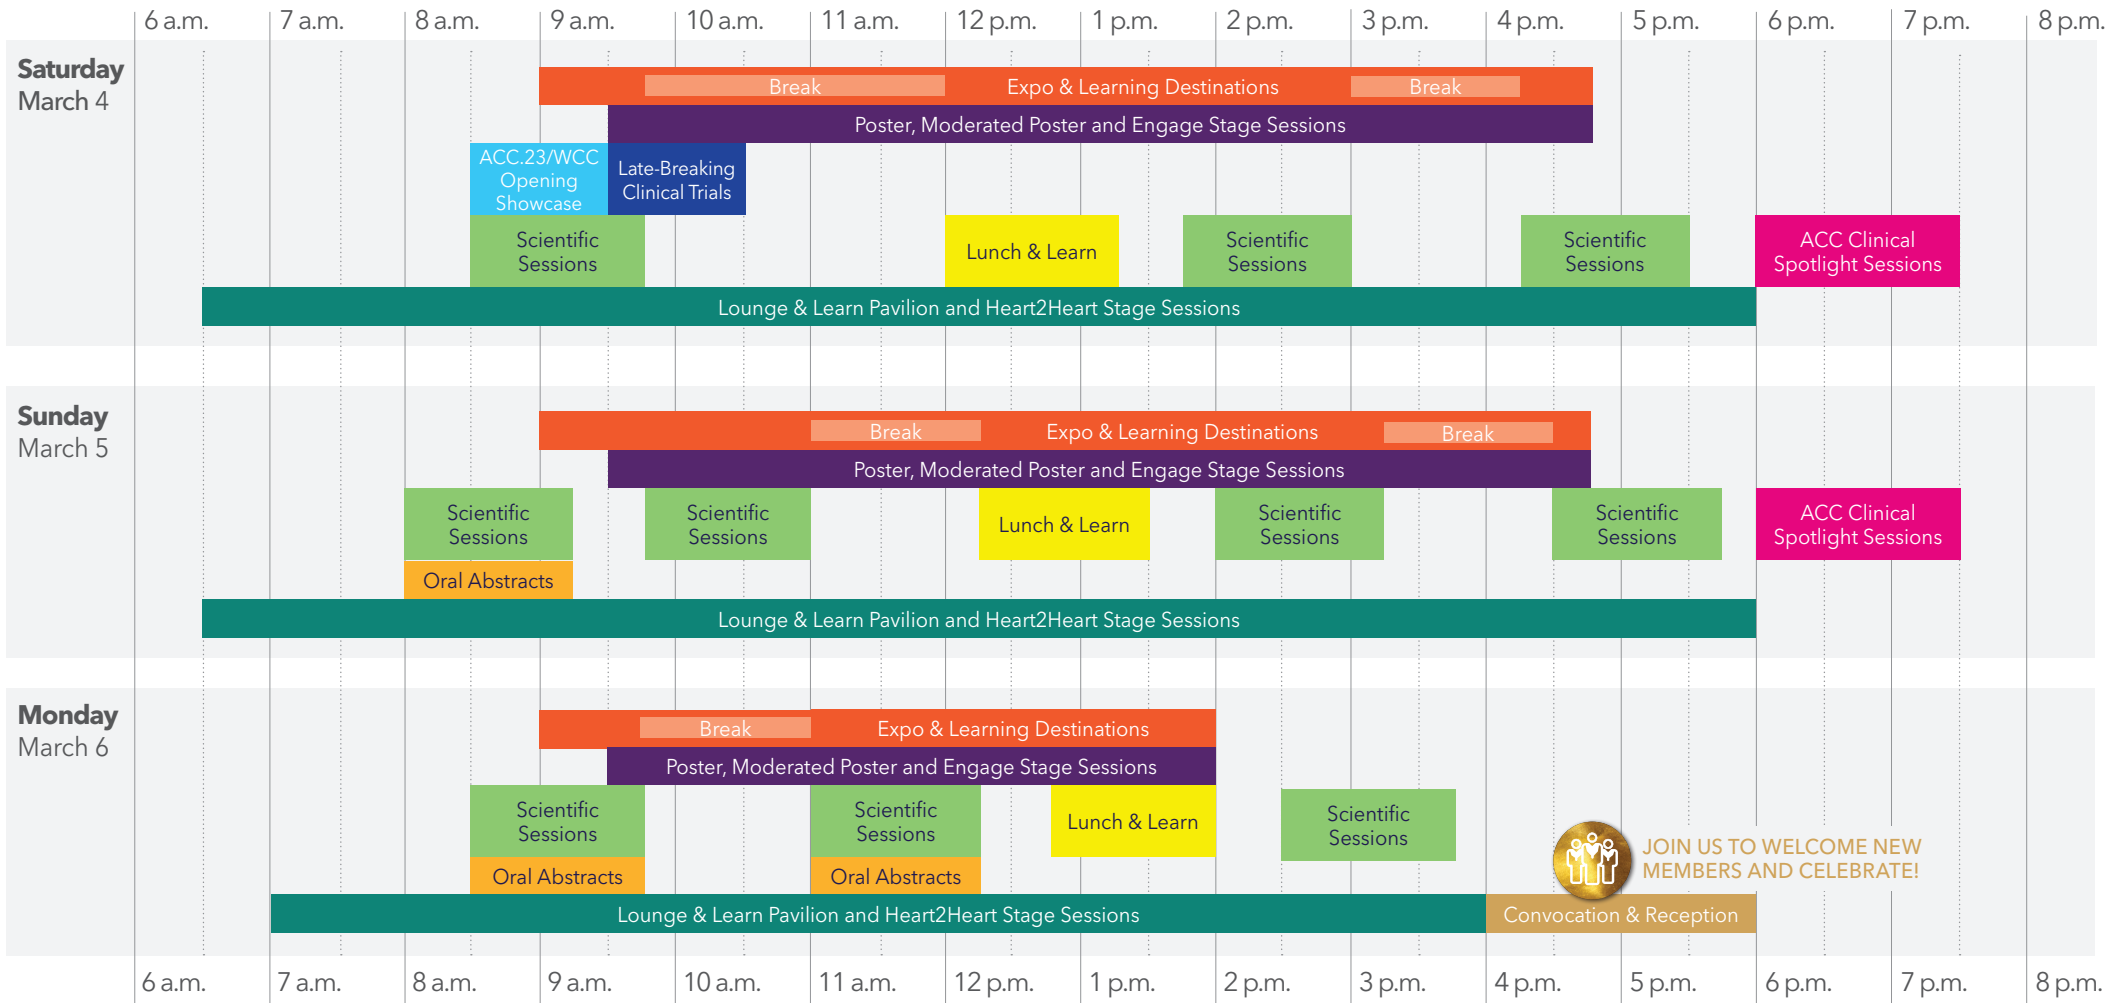 6 a.m. 7 a.m. 8 a.m. 9 a.m. 10 a.m. 11 a.m. 12 p.m. 1 p.m. 2 p.m. 3 p.m. 4 p.m. 5 p.m. 6 p.m. 7 p.m. 8 p.m.
Saturday
March 4
Break Expo & Learning Destinations Break
Poster, Moderated Poster and Engage Stage Sessions
ACC.23/WCC
Opening
Showcase
Late-Breaking
Clinical Trials
Scientific
Sessions
Lunch & Learn
Scientific
Sessions
Scientific
Sessions
ACC Clinical
Spotlight Sessions
Lounge & Learn Pavilion and Heart2Heart Stage Sessions
Sunday
March 5
Break Expo & Learning Destinations Break
Poster, Moderated Poster and Engage Stage Sessions
Scientific
Sessions
Scientific
Sessions
Lunch & Learn
Scientific
Sessions
Scientific
Sessions
ACC Clinical
Spotlight Sessions
Oral Abstracts
Lounge & Learn Pavilion and Heart2Heart Stage Sessions
Monday
March 6
Break Expo & Learning Destinations
Poster, Moderated Poster and Engage Stage Sessions
Scientific
Sessions
Scientific
Sessions
Lunch & Learn
Scientific
Sessions
Oral Abstracts
Oral Abstracts
JOIN US TO WELCOME NEW
MEMBERS AND CELEBRATE!
Lounge & Learn Pavilion and Heart2Heart Stage Sessions
Convocation & Reception
6 a.m. 7 a.m. 8 a.m. 9 a.m. 10 a.m. 11 a.m. 12 p.m. 1 p.m. 2 p.m. 3 p.m. 4 p.m. 5 p.m. 6 p.m. 7 p.m. 8 p.m.